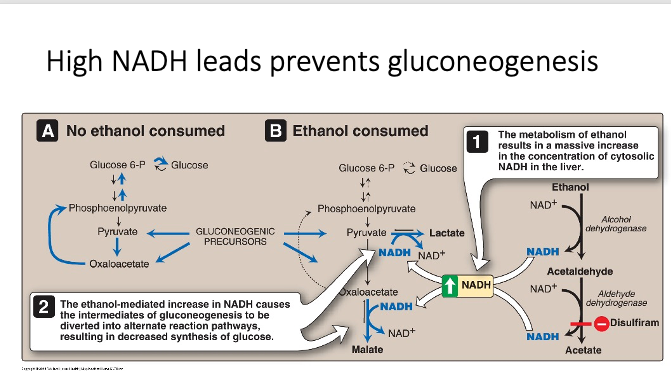 High NADH leads prevents gluconeogenesis
A No ethanol consumed
Glucose 6-P Glucose
Phosphoenolpyruvate
Pyruvate
Oxaloacetate
GLUCONEOGENIC
PRECURSORS
B Ethanol consumed
Glucose 6-P Glucose
Phosphoenolpyruvate
Pyruvate Lactate
NADH NAD+
Oxaloacetate
NADH
NAD+
Malate
1 The metabolism of ethanol
results in a massive increase
in the concentration of cytosolic
NADH in the liver.
Ethanol
NAD+
Alcohol
dehydrogenase
NADH
Acetaldehyde
NADH
NAD+
Aldehyde
dehydrogenase
Disulfiram
NADH
Acetate
2 The ethanol-mediated increase in NADH causes
the intermediates of gluconeogenesis to be
diverted into alternate reaction pathways,
resulting in decreased synthesis of glucose.